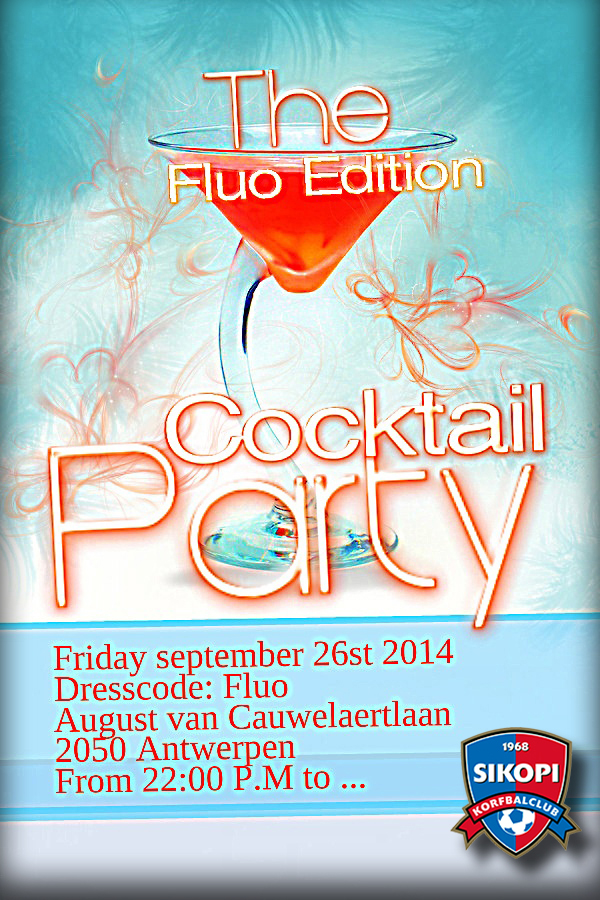 The
Fluo Edition
Cocktail
Party
Friday september 26st 2014
Dresscode: Fluo
August van Cauwelaertlaan
2050 Antwerpen
From 22:00 P.M to ...
1968
SIKOPI
KORFBALCLUB